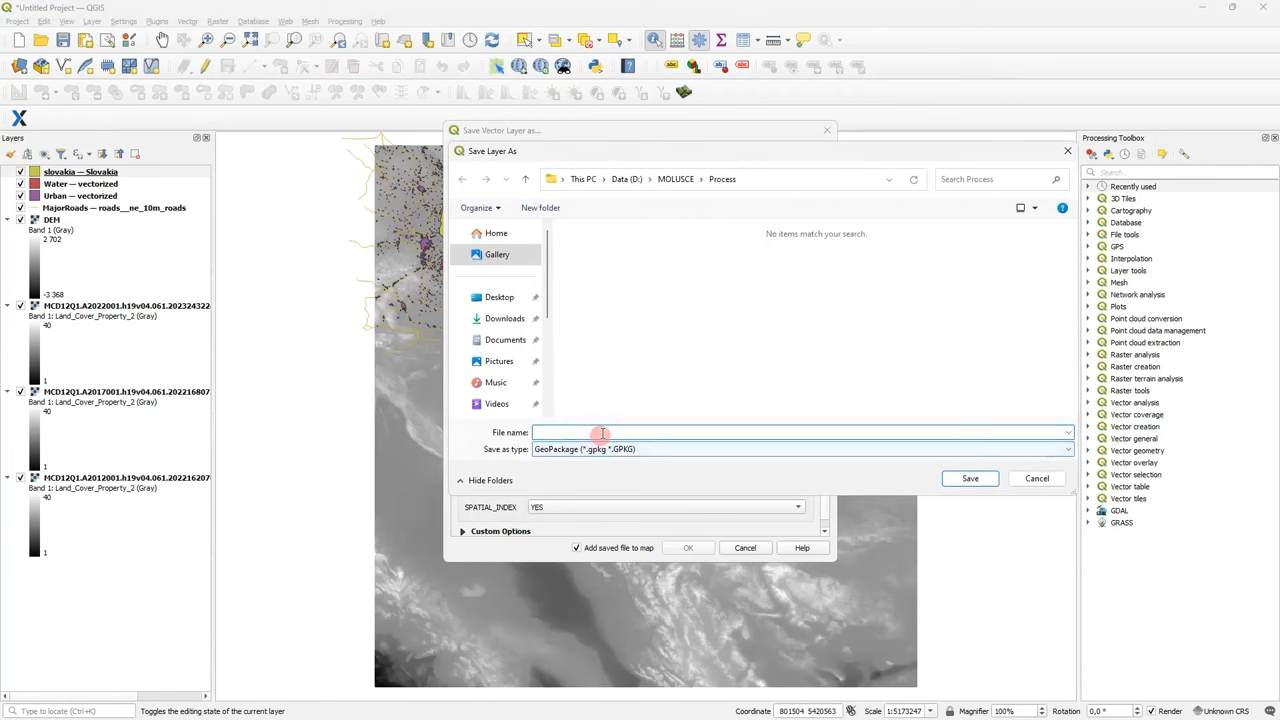 *Untitled Project — QGIS
Project Edit View Layer Settings Plugins Vector Raster Database Web Mesh Processing Help
Layers
slovakia — Slovakia
Water — vectorized
Urban — vectorized
MajorRoads — roads__ne_10m_roads
DEM
Band 1 (Gray)
2 702
-3 368
MCD12Q1.A2022001.h19v04.061.202324322
Band 1: Land_Cover_Property_2 (Gray)
40
1
MCD12Q1.A2017001.h19v04.061.202216807
Band 1: Land_Cover_Property_2 (Gray)
40
1
MCD12Q1.A2012001.h19v04.061.202216207
Band 1: Land_Cover_Property_2 (Gray)
40
1
Save Vector Layer as...
Save Layer As
This PC > Data (D:) > MOLUSCE > Process
Search Process
Organize New folder
Home
Gallery
Desktop
Downloads
Documents
Pictures
Music
Videos
No items match your search.
File name:
Save as type: GeoPackage (*.gpkg *.GPKG)
Hide Folders
Save Cancel
SPATIAL_INDEX YES
Custom Options
Add saved file to map OK Cancel Help
Processing Toolbox
Search...
Recently used
3D Tiles
Cartography
Database
File tools
GPS
Interpolation
Layer tools
Mesh
Network analysis
Plots
Point cloud conversion
Point cloud data management
Point cloud extraction
Raster analysis
Raster creation
Raster terrain analysis
Raster tools
Vector analysis
Vector coverage
Vector creation
Vector general
Vector geometry
Vector overlay
Vector selection
Vector table
Vector tiles
GDAL
GRASS
Type to locate (Ctrl+K) Toggles the editing state of the current layer Coordinate 801504 5420563 Scale 1:5173247 Magnifier 100% Rotation 0,0 ° Render Unknown CRS